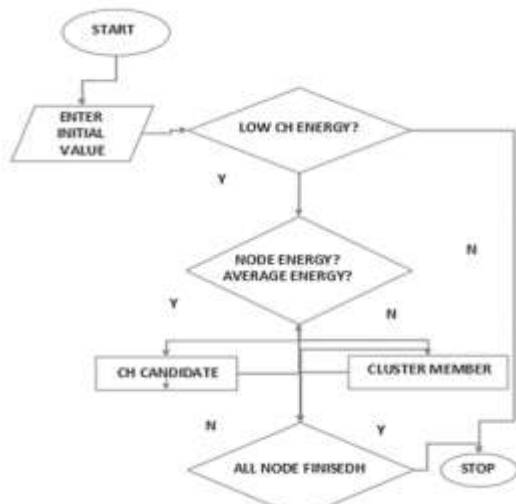 START
ENTER
INITIAL
VALUE
LOW CH ENERGY?
Y
N
NODE ENERGY?
AVERAGE ENERGY?
Y
N
CH CANDIDATE
CLUSTER MEMBER
N
Y
ALL NODE FINISEDH
STOP